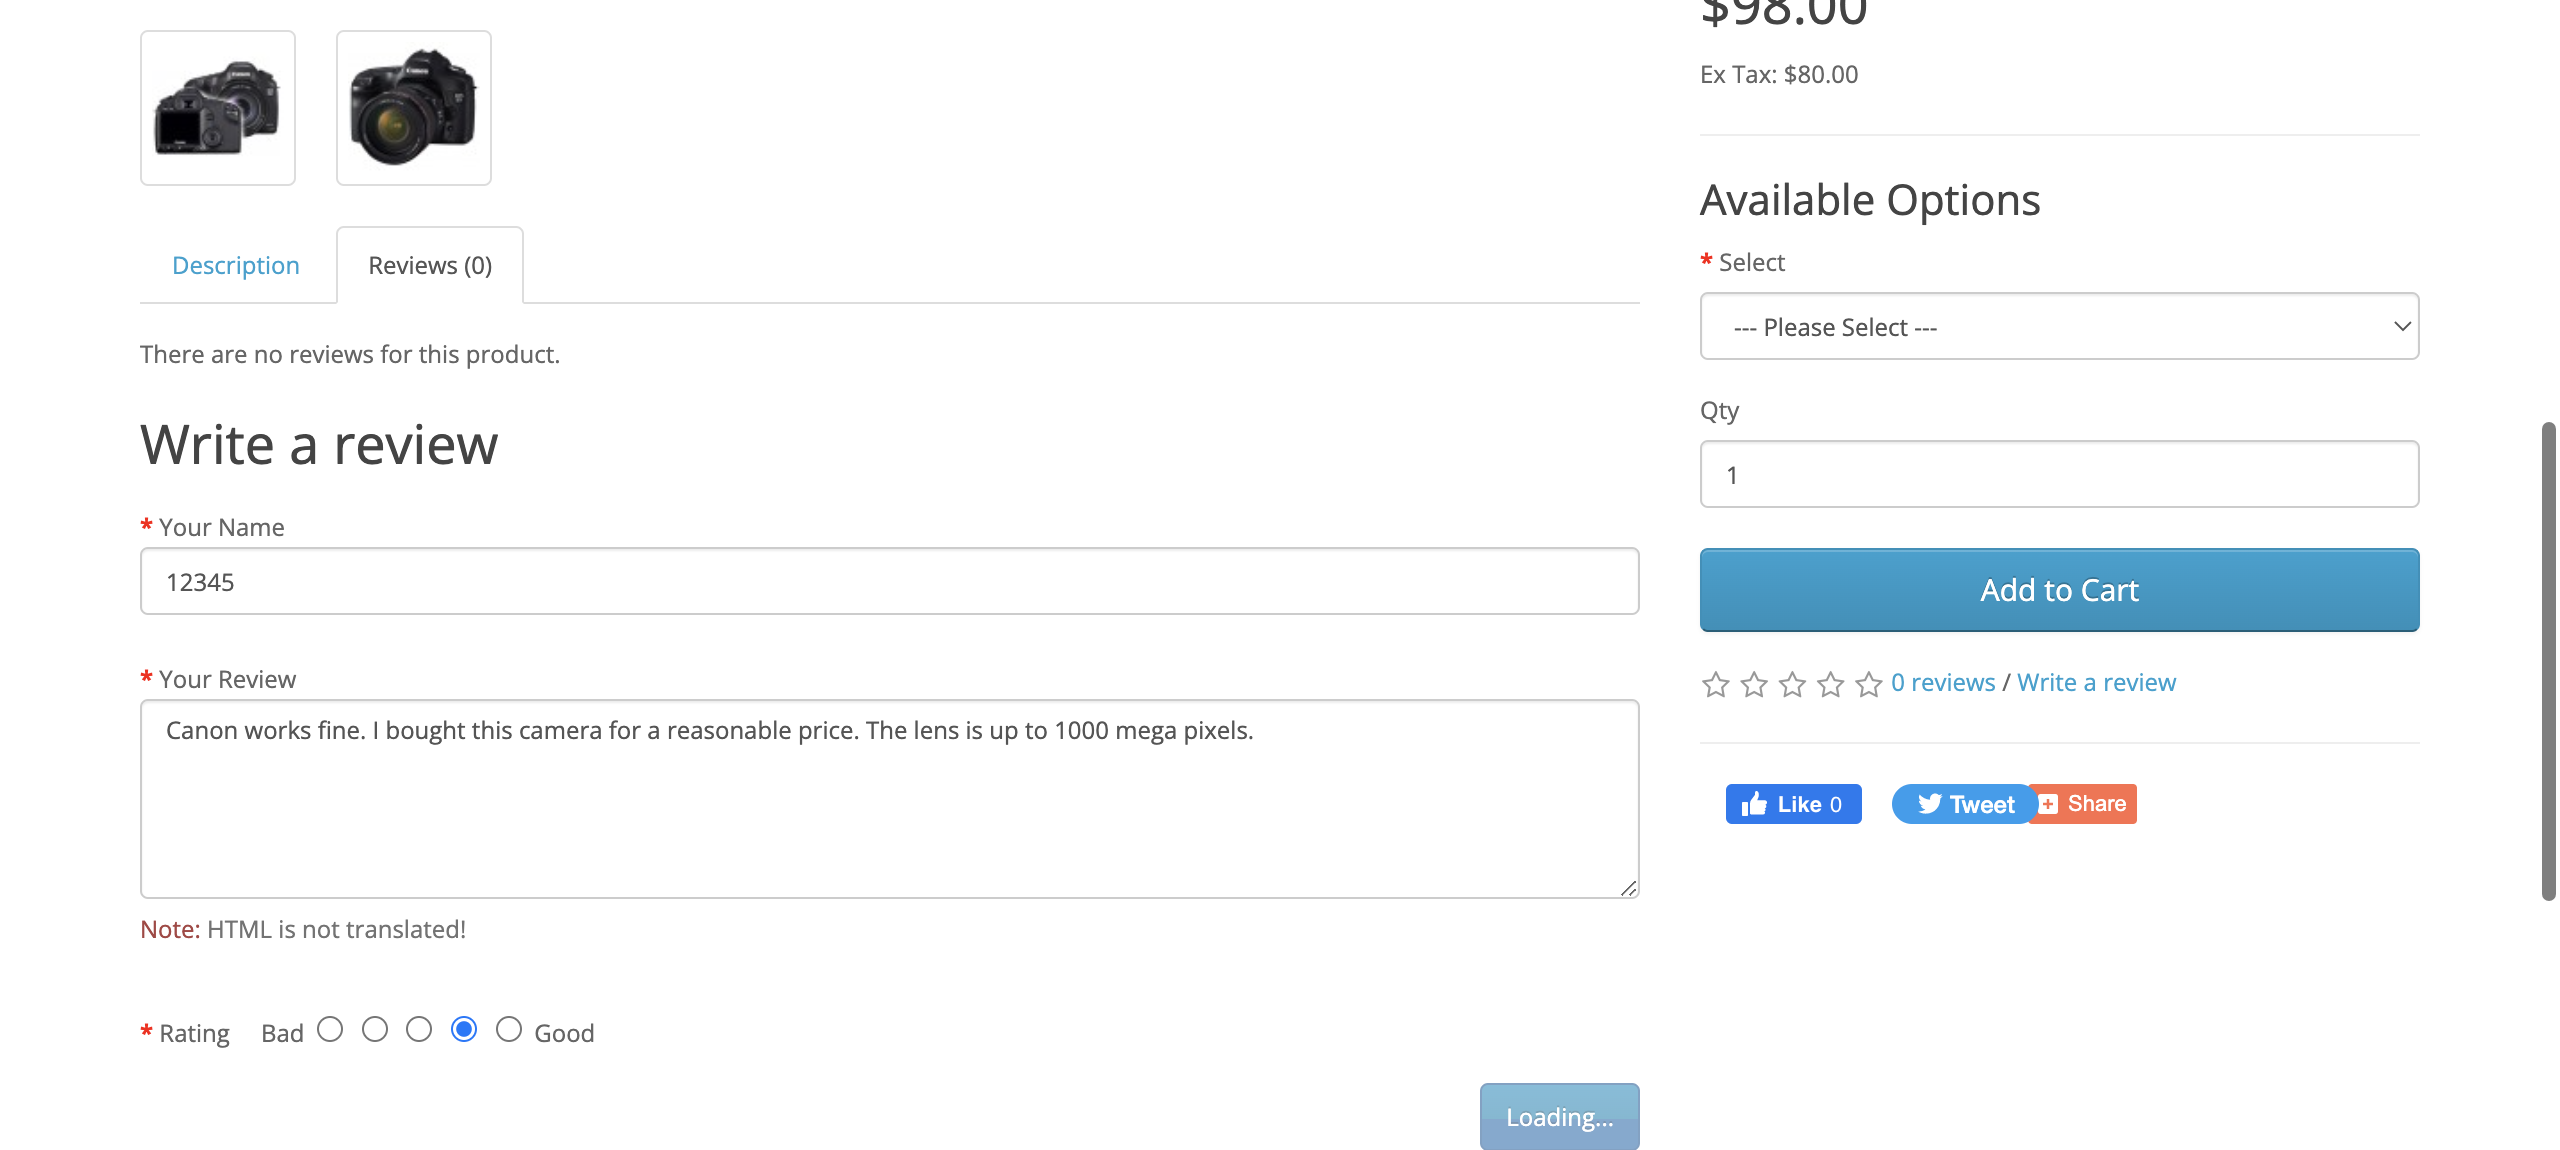 $98.00
Ex Tax: $80.00
Description
Reviews (0)
There are no reviews for this product.
Write a review
* Your Name
12345
* Your Review
Canon works fine. I bought this camera for a reasonable price. The lens is up to 1000 mega pixels.
Note: HTML is not translated!
* Rating Bad Good
Loading...
Available Options
* Select
--- Please Select ---
Qty
1
Add to Cart
0 reviews / Write a review
Like 0
Tweet
Share